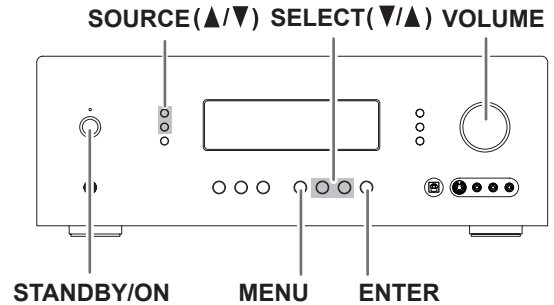 SOURCE(▲/▼) SELECT(▼/▲) VOLUME
STANDBY/ON MENU ENTER